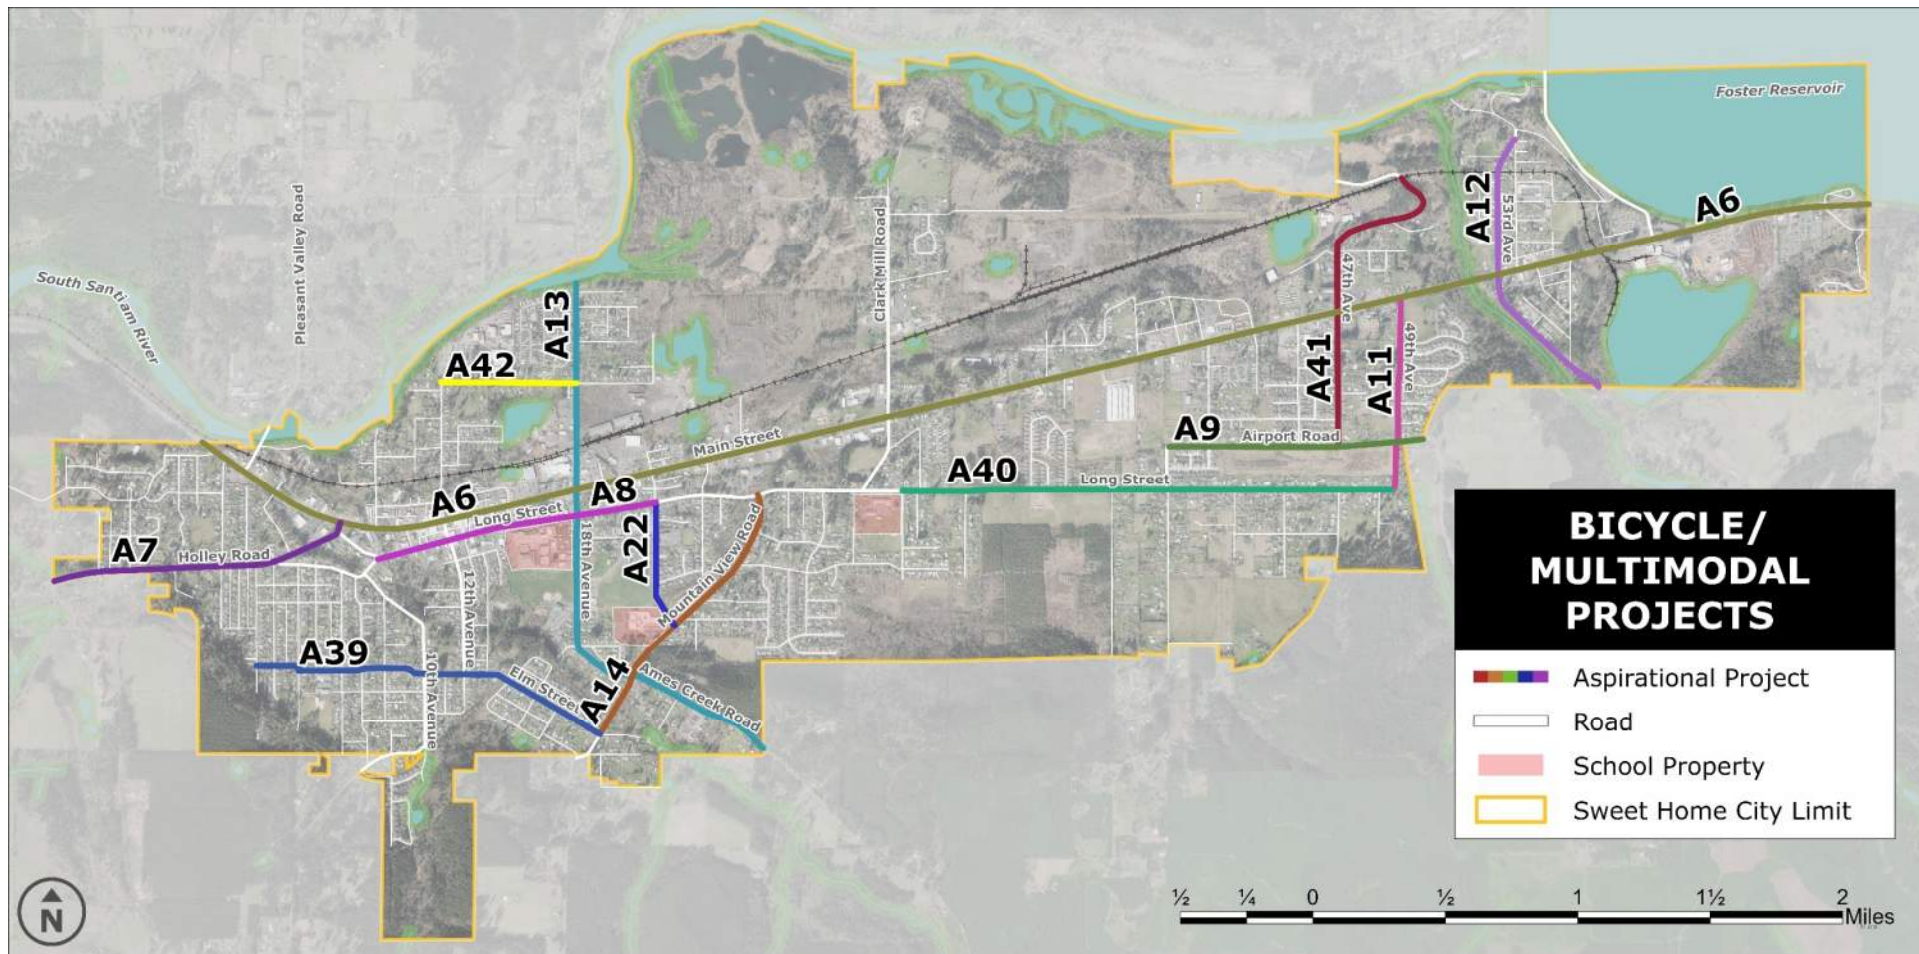 Foster Reservoir
A6
A12
53rd Ave
Pleasant Valley Road
Clark Mill Road
South Santiam River
A13
47th Ave
A41
49th Ave
A11
A42
A9
Airport Road
Main Street
A40
Long Street
A6
A8
Long Street
A7
Holley Road
A22
18th Avenue
12th Avenue
Mountain View Road
A39
10th Avenue
Elm Street
A14
Ames Creek Road
BICYCLE/
MULTIMODAL
PROJECTS
Aspirational Project
Road
School Property
Sweet Home City Limit
N
½ ¼ 0 ½ 1 1½ 2
Miles